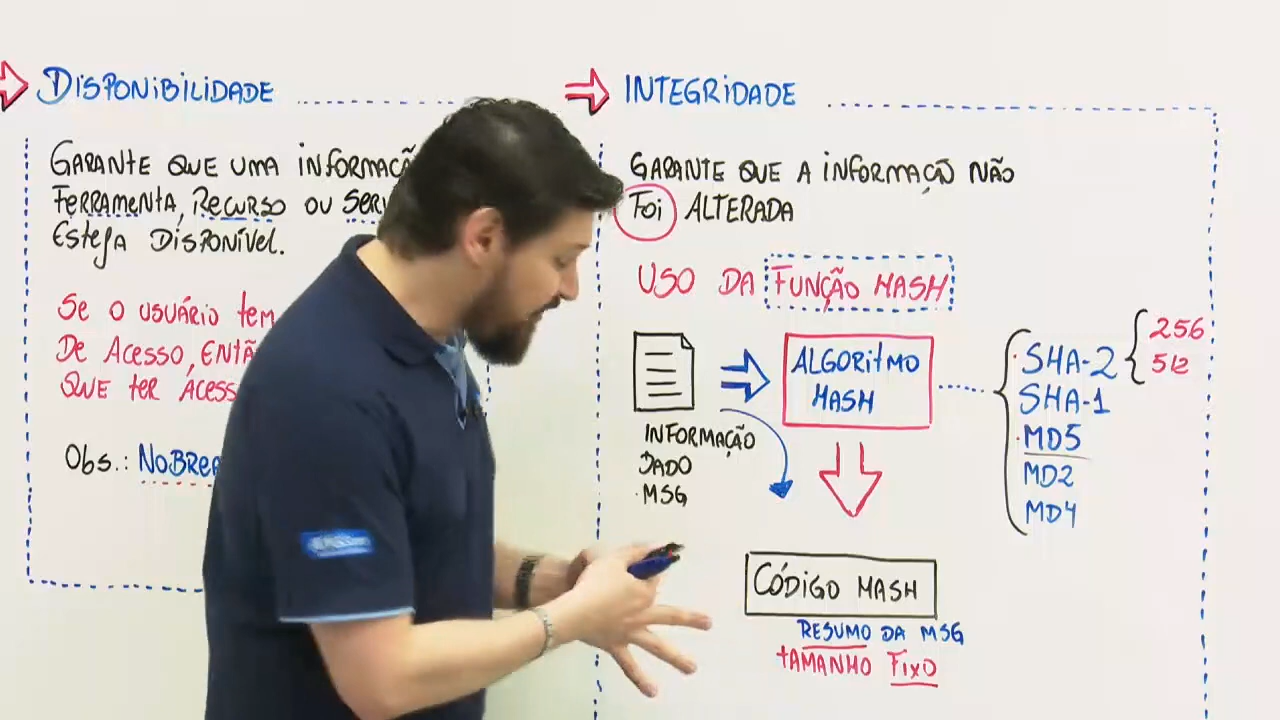 DISPONIBILIDADE
GARANTE QUE UMA INFORMAÇÃ
FERRAMENTA, RECURSO OU SERV
ESTEJA DISPONÍVEL.
SE O USUÁRIO TEM
DE ACESSO, ENTÃ
QUE TER ACESS
Obs.: NOBREA
INTEGRIDADE
GARANTE QUE A INFORMAÇÃO NÃO
FOI ALTERADA
USO DA FUNÇÃO HASH
ALGORITMO
HASH
INFORMAÇÃO
DADO
MSG
SHA-2
256
512
SHA-1
MD5
MD2
MD4
CÓDIGO HASH
RESUMO DA MSG
TAMANHO FIXO